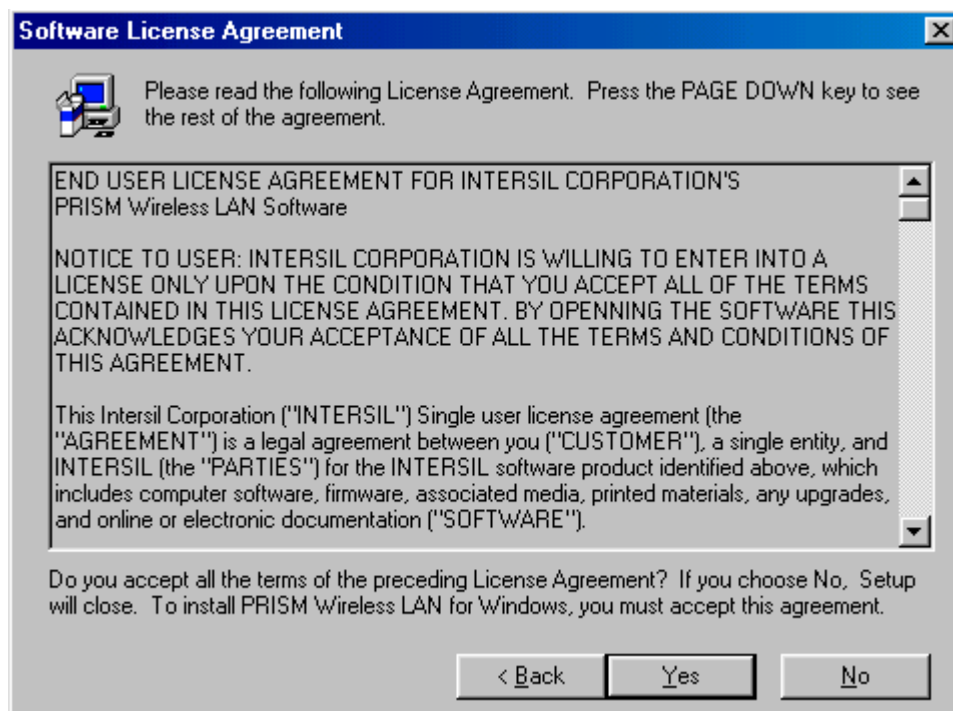 Software License Agreement
Please read the following License Agreement. Press the PAGE DOWN key to see
the rest of the agreement.
END USER LICENSE AGREEMENT FOR INTERSIL CORPORATION'S
PRISM Wireless LAN Software
NOTICE TO USER: INTERSIL CORPORATION IS WILLING TO ENTER INTO A
LICENSE ONLY UPON THE CONDITION THAT YOU ACCEPT ALL OF THE TERMS
CONTAINED IN THIS LICENSE AGREEMENT. BY OPENNING THE SOFTWARE THIS
ACKNOWLEDGES YOUR ACCEPTANCE OF ALL THE TERMS AND CONDITIONS OF
THIS AGREEMENT.
This Intersil Corporation ("INTERSIL") Single user license agreement (the
"AGREEMENT") is a legal agreement between you ("CUSTOMER"), a single entity, and
INTERSIL (the "PARTIES") for the INTERSIL software product identified above, which
includes computer software, firmware, associated media, printed materials, any upgrades,
and online or electronic documentation ("SOFTWARE").
Do you accept all the terms of the preceding License Agreement? If you choose No, Setup
will close. To install PRISM Wireless LAN for Windows, you must accept this agreement.
< Back
Yes
No